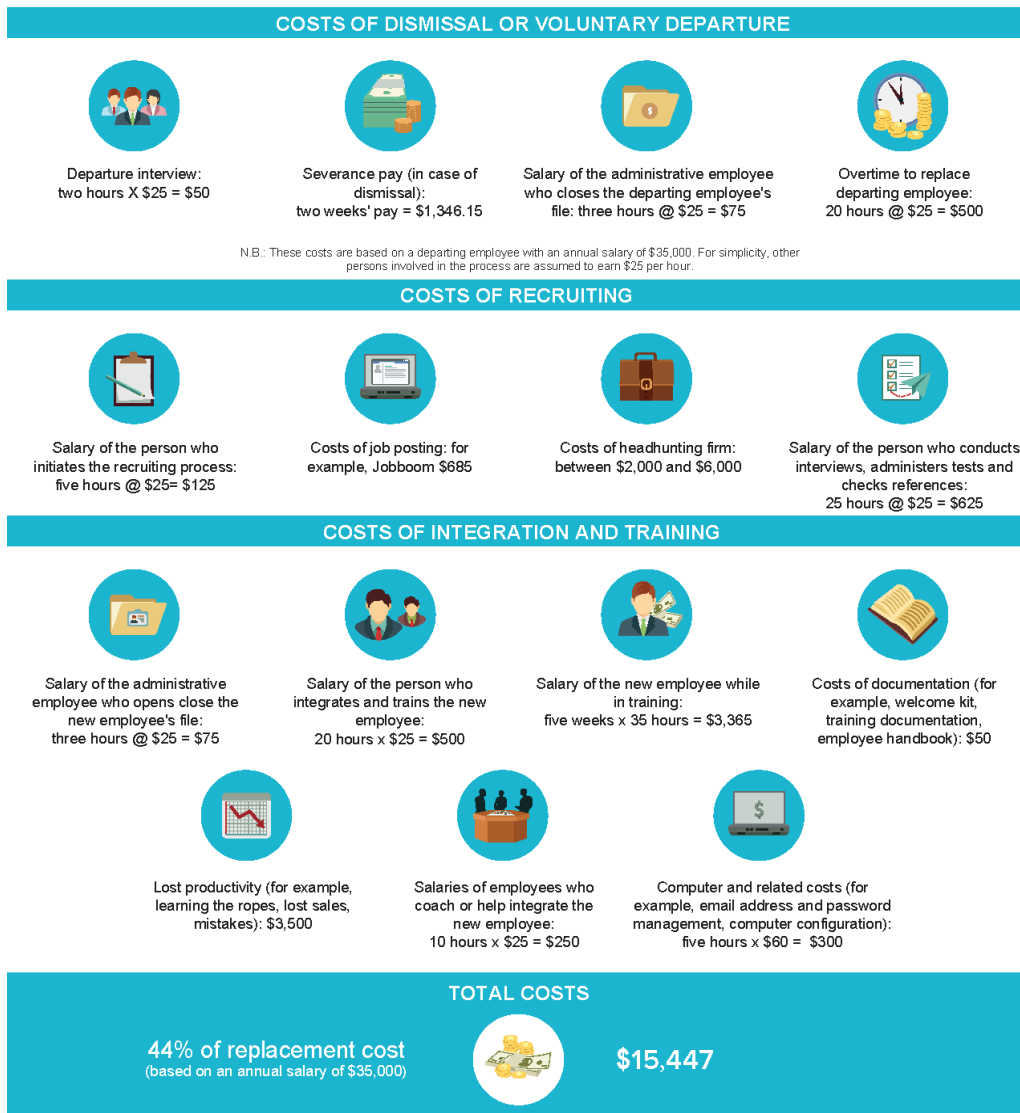 COSTS OF DISMISSAL OR VOLUNTARY DEPARTURE
Departure interview:
two hours X $25 = $50
Severance pay (in case of
dismissal):
two weeks' pay = $1,346.15
Salary of the administrative employee
who closes the departing employee's
file: three hours @ $25 = $75
Overtime to replace
departing employee:
20 hours @ $25 = $500
N.B.: These costs are based on a departing employee with an annual salary of $35,000. For simplicity, other
persons involved in the process are assumed to earn $25 per hour.
COSTS OF RECRUITING
Salary of the person who
initiates the recruiting process:
five hours @ $25= $125
Costs of job posting: for
example, Jobboom $685
Costs of headhunting firm:
between $2,000 and $6,000
Salary of the person who conducts
interviews, administers tests and
checks references:
25 hours @ $25 = $625
COSTS OF INTEGRATION AND TRAINING
Salary of the administrative
employee who opens close the
new employee's file:
three hours @ $25 = $75
Salary of the person who
integrates and trains the new
employee:
20 hours x $25 = $500
Salary of the new employee while
in training:
five weeks x 35 hours = $3,365
Costs of documentation (for
example, welcome kit,
training documentation,
employee handbook): $50
Lost productivity (for example,
learning the ropes, lost sales,
mistakes): $3,500
Salaries of employees who
coach or help integrate the
new employee:
10 hours x $25 = $250
Computer and related costs (for
example, email address and password
management, computer configuration):
five hours x $60 = $300
TOTAL COSTS
44% of replacement cost
(based on an annual salary of $35,000)
$15,447